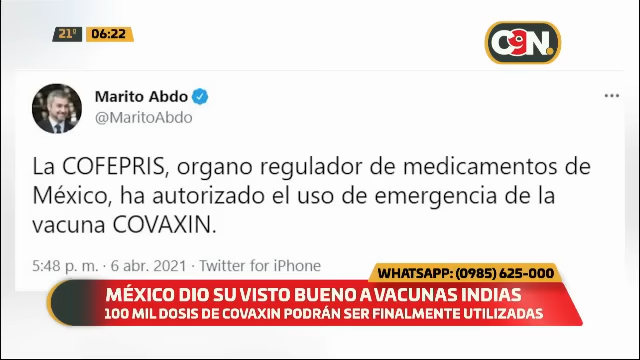 21° 06:22
C9N.
Marito Abdo
@MaritoAbdo
La COFEPRIS, organo regulador de medicamentos de
México, ha autorizado el uso de emergencia de la
vacuna COVAXIN.
5:48 p. m. · 6 abr. 2021 · Twitter for iPhone
WHATSAPP: (0985) 625-000
MÉXICO DIO SU VISTO BUENO A VACUNAS INDIAS
100 MIL DOSIS DE COVAXIN PODRÁN SER FINALMENTE UTILIZADAS